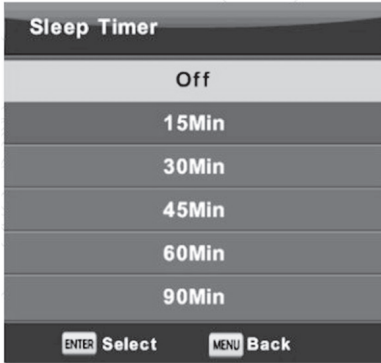 Sleep Timer
Off
15Min
30Min
45Min
60Min
90Min
ENTER Select MENU Back